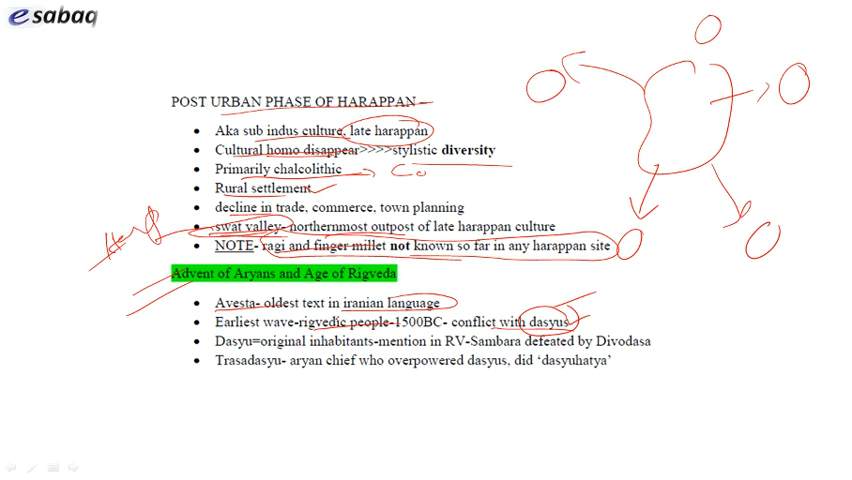 esabaq
POST URBAN PHASE OF HARAPPAN –
Aka sub indus culture, late harappan
Cultural homo disappear>>>>stylistic diversity
Primarily chalcolithic Co
Rural settlement
decline in trade, commerce, town planning
swat valley- northernmost outpost of late harappan culture
NOTE- ragi and finger millet not known so far in any harappan site
Advent of Aryans and Age of Rigveda
Avesta- oldest text in iranian language
Earliest wave-rigvedic people-1500BC- conflict with dasyus
Dasyu=original inhabitants-mention in RV-Sambara defeated by Divodasa
Trasadasyu- aryan chief who overpowered dasyus, did ‘dasyuhatya’